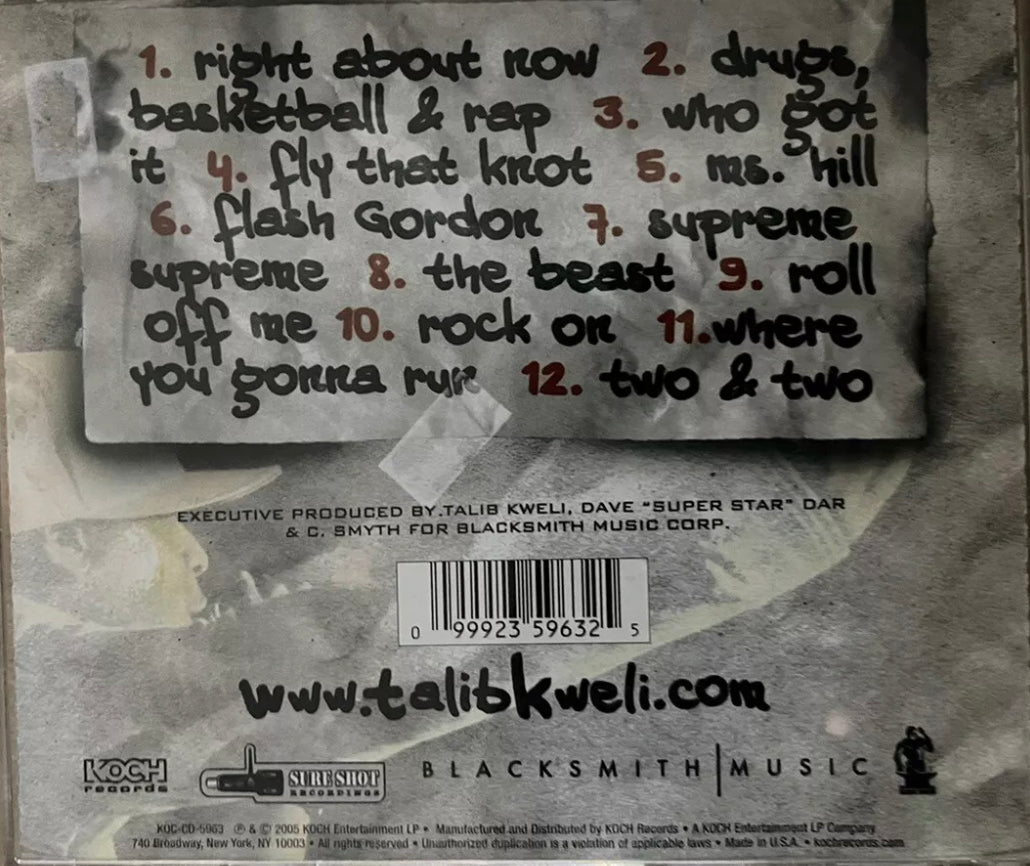 1. right about now 2. drugs,
basketball & rap 3. who got
it 4. fly that knot 5. ms. hill
6. flash Gordon 7. supreme
supreme 8. the beast 9. roll
off me 10. rock on 11.where
you gonna run 12. two & two
EXECUTIVE PRODUCED BY.TALIB KWELI, DAVE “SUPER STAR” DAR
& C. SMYTH FOR BLACKSMITH MUSIC CORP.
0 99923 59632 5
www.talibkweli.com
KOCH
records
SURE SHOT
RECORDINGS
BLACKSMITH|MUSIC
KOC-CD-5963 ℗ & © 2005 KOCH Entertainment LP • Manufactured and Distributed by KOCH Records • A KOCH Entertainment LP Company
740 Broadway, New York, NY 10003 • All rights reserved • Unauthorized duplication is a violation of applicable laws • Made in U.S.A. • kochrecords.com